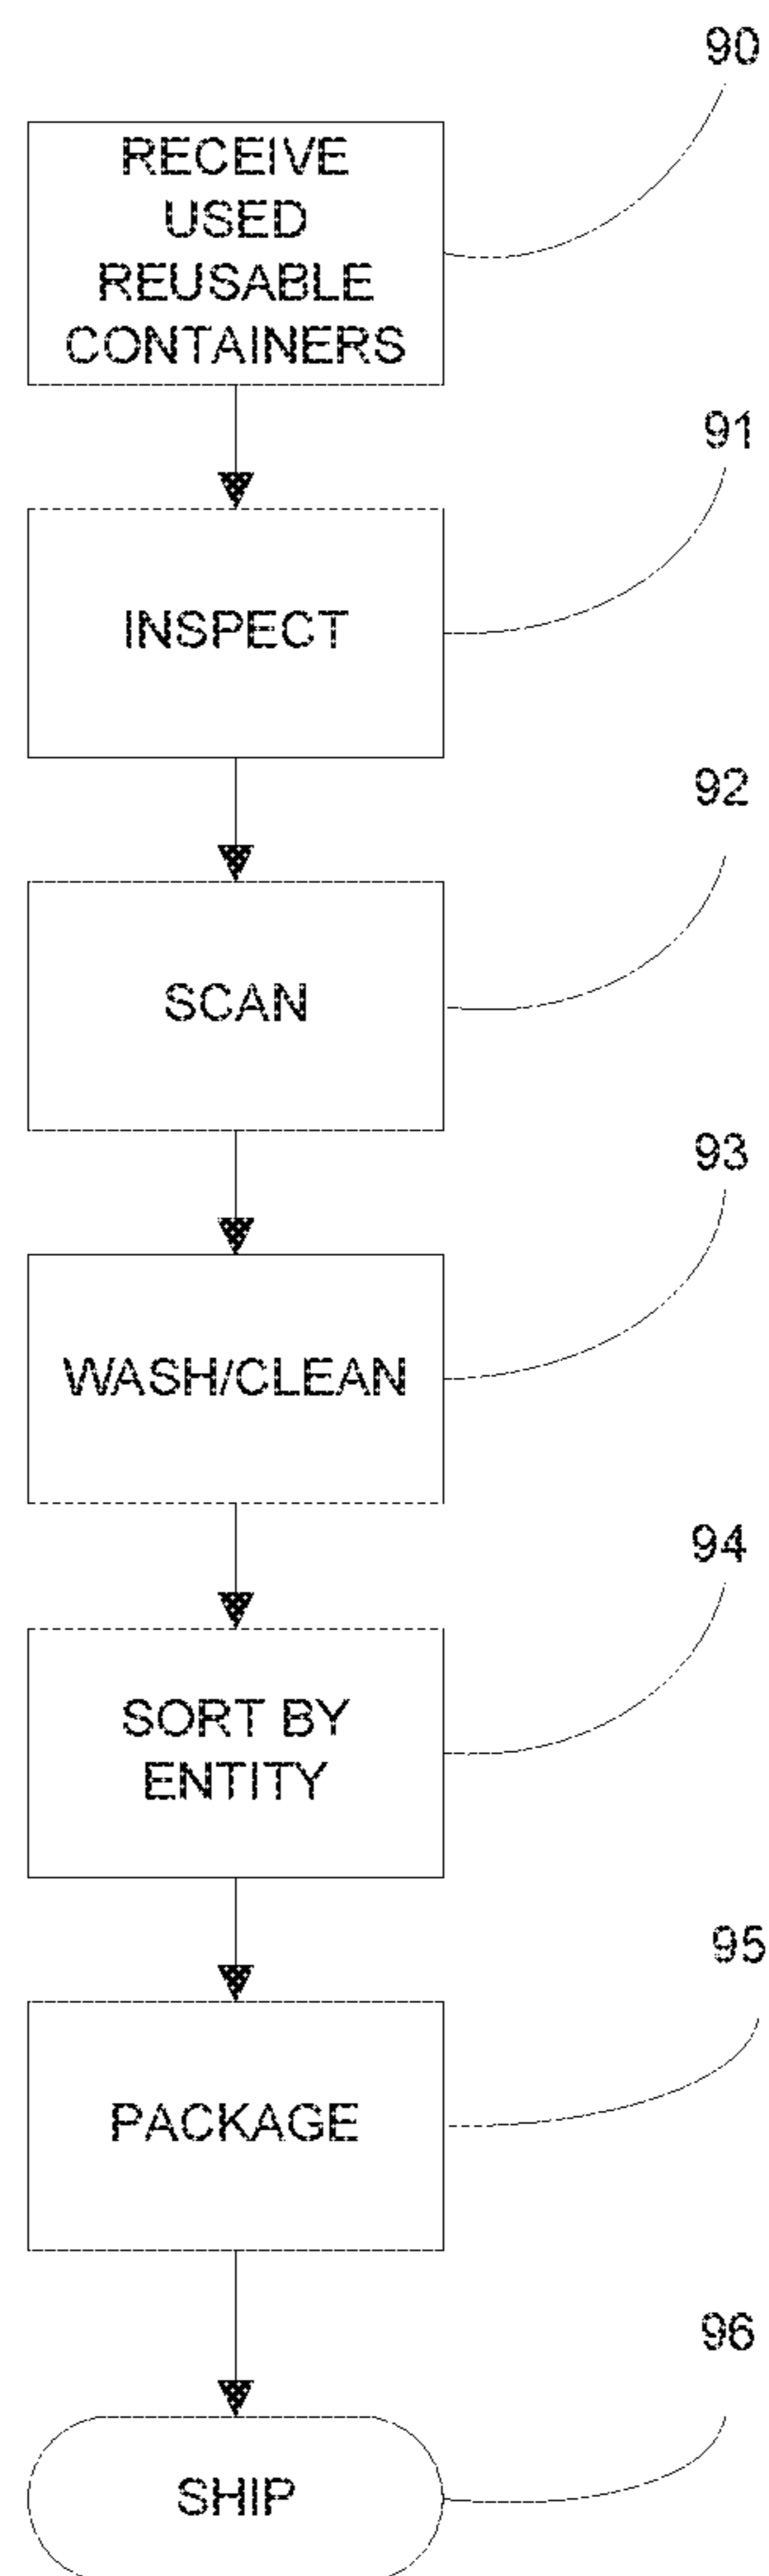 90
RECEIVE
USED
REUSABLE
CONTAINERS
91
INSPECT
92
SCAN
93
WASH/CLEAN
94
SORT BY
ENTITY
95
PACKAGE
96
SHIP